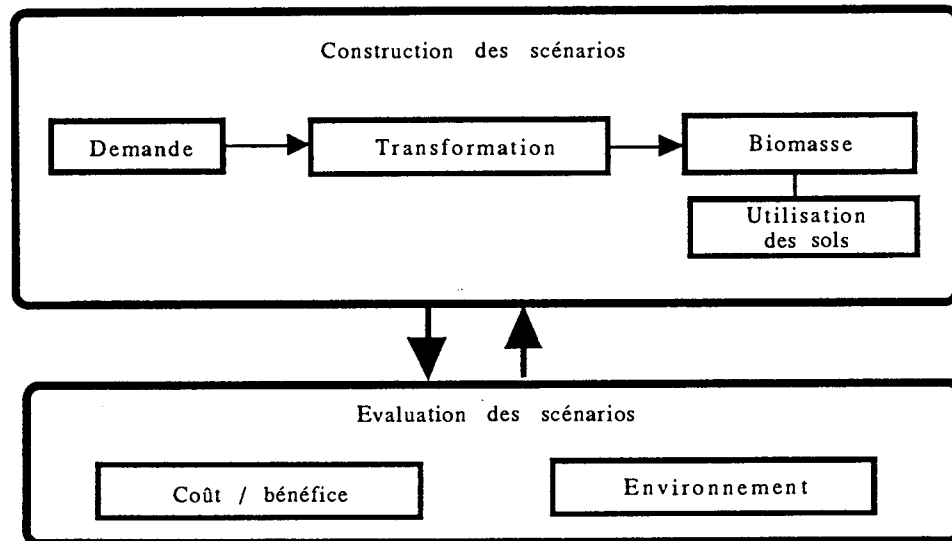 Construction des scénarios
Demande
Transformation
Biomasse
Utilisation
des sols
Evaluation des scénarios
Coût / bénéfice
Environnement